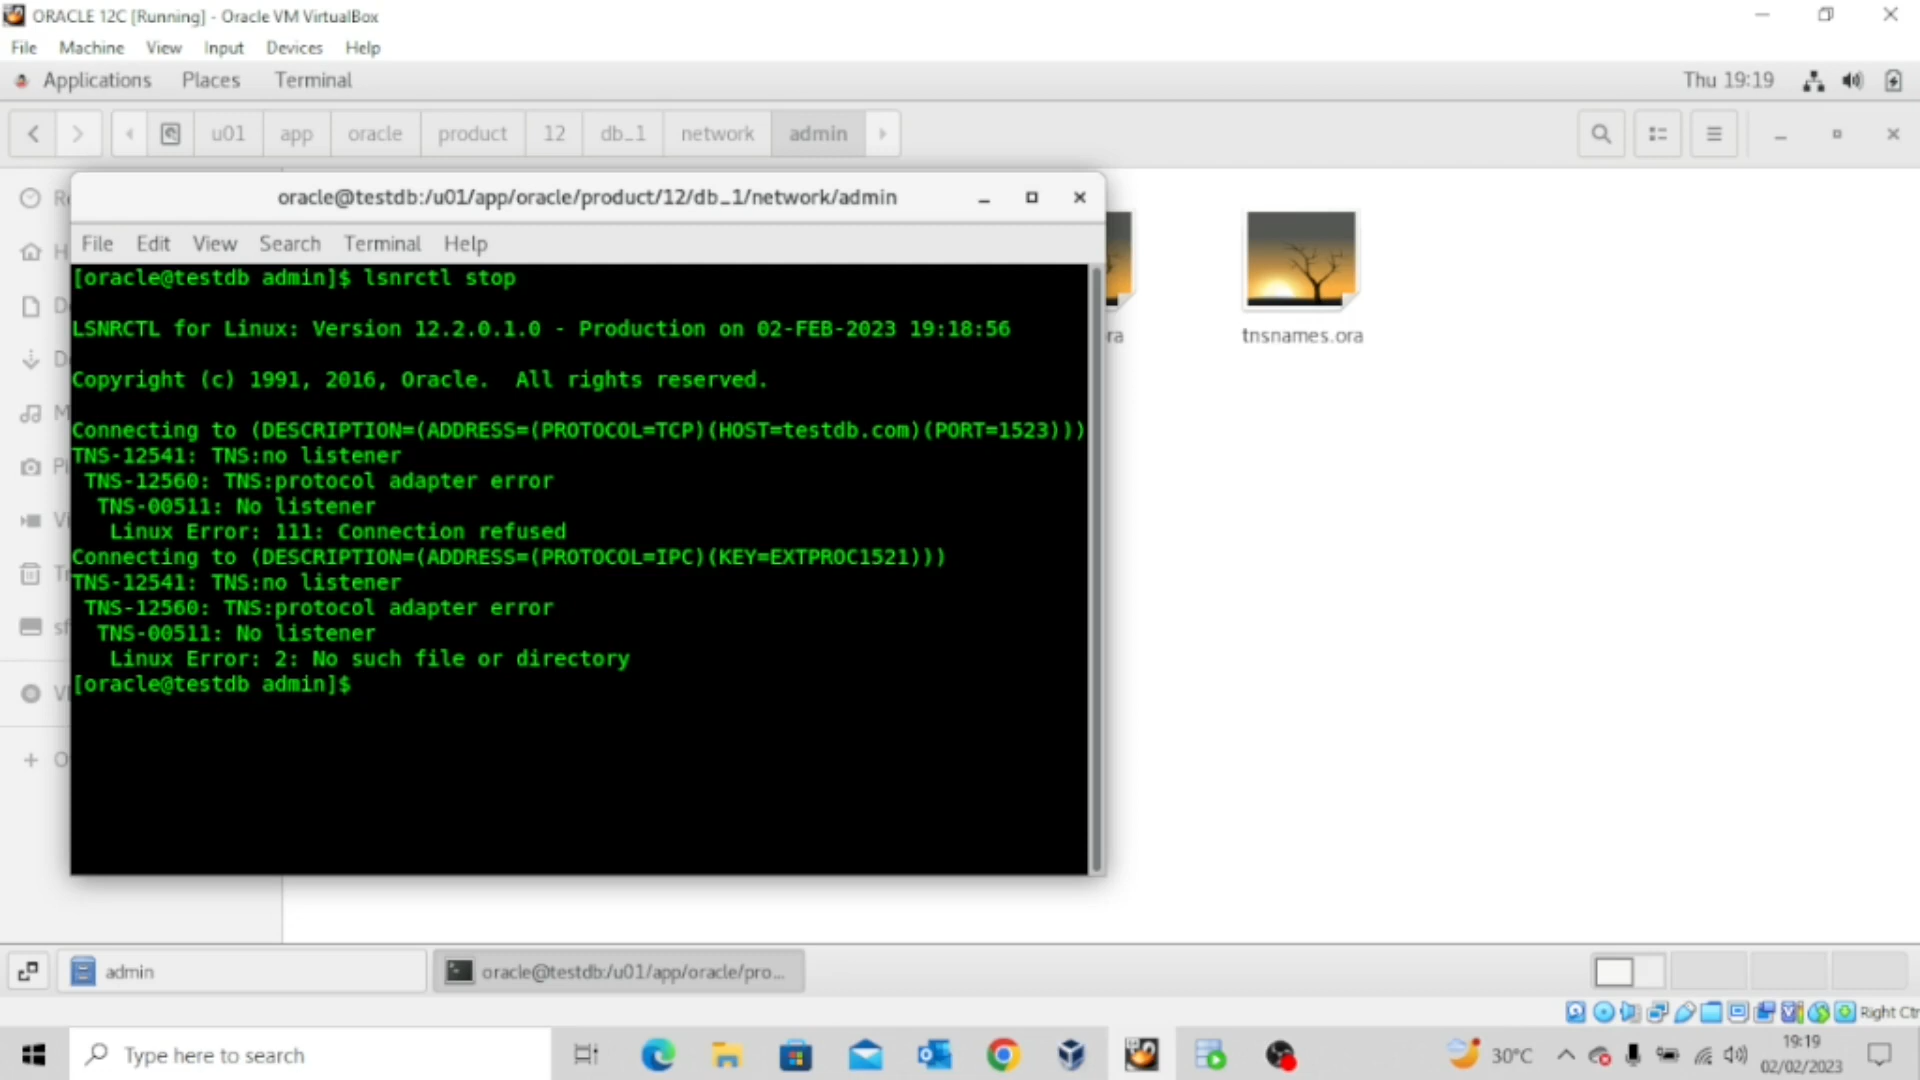 ORACLE 12C [Running] - Oracle VM VirtualBox
File Machine View Input Devices Help
Applications Places Terminal Thu 19:19
u01 app oracle product 12 db_1 network admin
oracle@testdb:/u01/app/oracle/product/12/db_1/network/admin
File Edit View Search Terminal Help
[oracle@testdb admin]$ lsnrctl stop
LSNRCTL for Linux: Version 12.2.0.1.0 - Production on 02-FEB-2023 19:18:56
Copyright (c) 1991, 2016, Oracle.  All rights reserved.
Connecting to (DESCRIPTION=(ADDRESS=(PROTOCOL=TCP)(HOST=testdb.com)(PORT=1523)))
TNS-12541: TNS:no listener
TNS-12560: TNS:protocol adapter error
TNS-00511: No listener
Linux Error: 111: Connection refused
Connecting to (DESCRIPTION=(ADDRESS=(PROTOCOL=IPC)(KEY=EXTPROC1521)))
TNS-12541: TNS:no listener
TNS-12560: TNS:protocol adapter error
TNS-00511: No listener
Linux Error: 2: No such file or directory
[oracle@testdb admin]$
ra
tnsnames.ora
admin
oracle@testdb:/u01/app/oracle/pro...
Right Ctr
Type here to search
30°C
19:19
02/02/2023